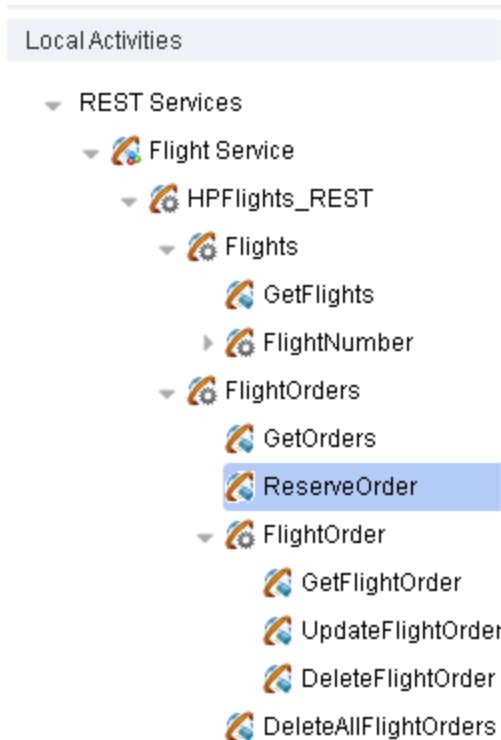 Local Activities
REST Services
Flight Service
HPFlights_REST
Flights
GetFlights
FlightNumber
FlightOrders
GetOrders
ReserveOrder
FlightOrder
GetFlightOrder
UpdateFlightOrder
DeleteFlightOrder
DeleteAllFlightOrders